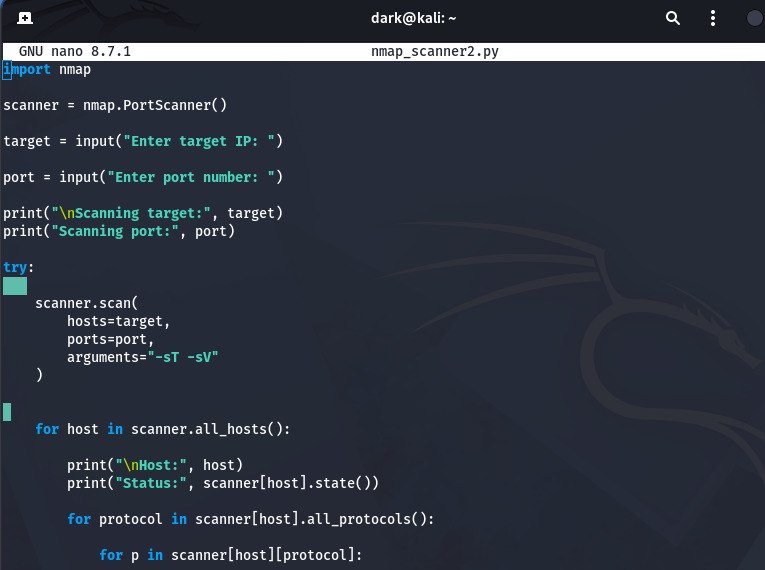 dark@kali: ~
GNU nano 8.7.1 nmap_scanner2.py
import nmap
scanner = nmap.PortScanner()
target = input("Enter target IP: ")
port = input("Enter port number: ")
print("\nScanning target:", target)
print("Scanning port:", port)
try:
    scanner.scan(
        hosts=target,
        ports=port,
        arguments="-sT -sV"
    )
    for host in scanner.all_hosts():
        print("\nHost:", host)
        print("Status:", scanner[host].state())
        for protocol in scanner[host].all_protocols():
            for p in scanner[host][protocol]: